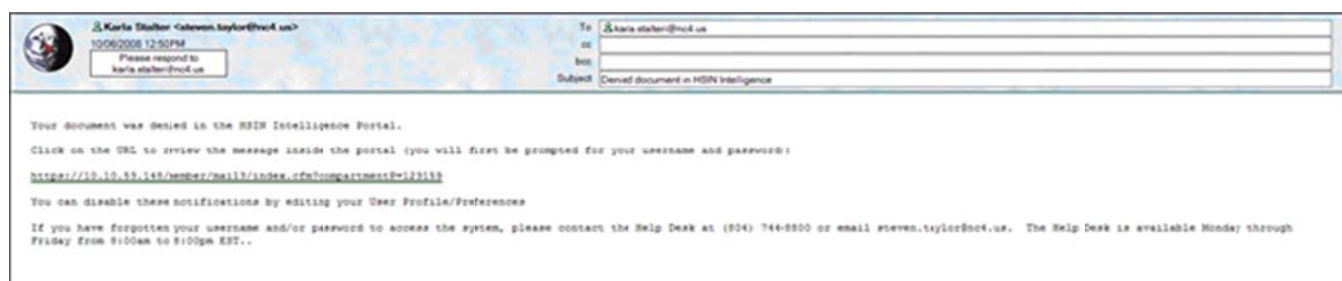 Karla Stalter <steven.taylor@nc4.us>
10/06/2008 12:50PM
Please respond to
karla.stalter@nc4.us
To karla.stalter@nc4.us
cc
bcc
Subject Denied document in HSIN Intelligence
Your document was denied in the HSIN Intelligence Portal.
Click on the URL to review the message inside the portal (you will first be prompted for your username and password):
https://10.10.53.148/member/mail3/index.cfm?compartmentP=123159
You can disable these notifications by editing your User Profile/Preferences
If you have forgotten your username and/or password to access the system, please contact the Help Desk at (804) 744-8800 or email steven.taylor@nc4.us. The Help Desk is available Monday through
Friday from 8:00am to 8:00pm EST..